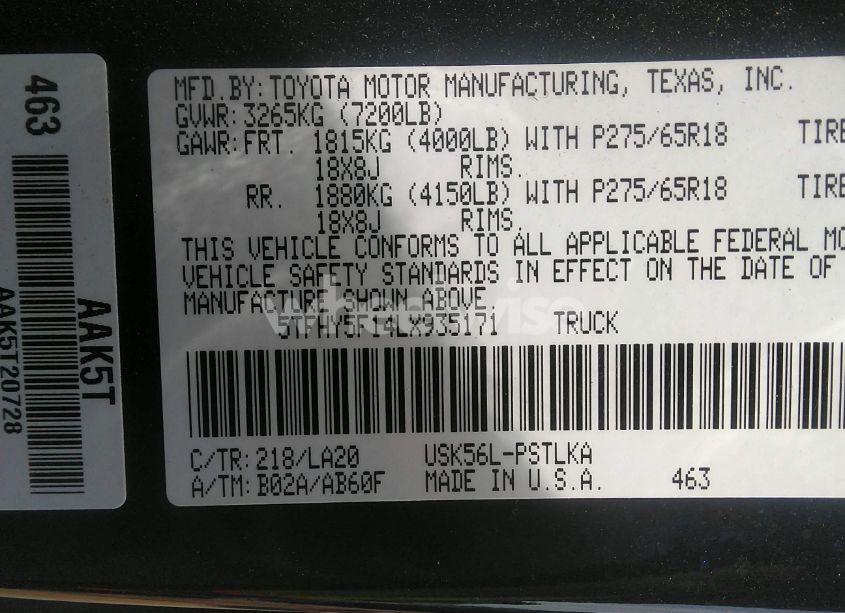 463
AAK5T
AAK5T20728
MFD.BY: TOYOTA MOTOR MANUFACTURING, TEXAS, INC.
GVWR: 3265KG (7200LB)
GAWR: FRT. 1815KG (4000LB) WITH P275/65R18 TIRE
18X8J RIMS.
RR. 1880KG (4150LB) WITH P275/65R18 TIRE
18X8J RIMS.
THIS VEHICLE CONFORMS TO ALL APPLICABLE FEDERAL MO
VEHICLE SAFETY STANDARDS IN EFFECT ON THE DATE OF
MANUFACTURE SHOWN ABOVE.
5TFHY5F14LX935171 TRUCK
C/TR: 218/LA20 USK56L-PSTLKA
A/TM: B02A/AB60F MADE IN U.S.A. 463